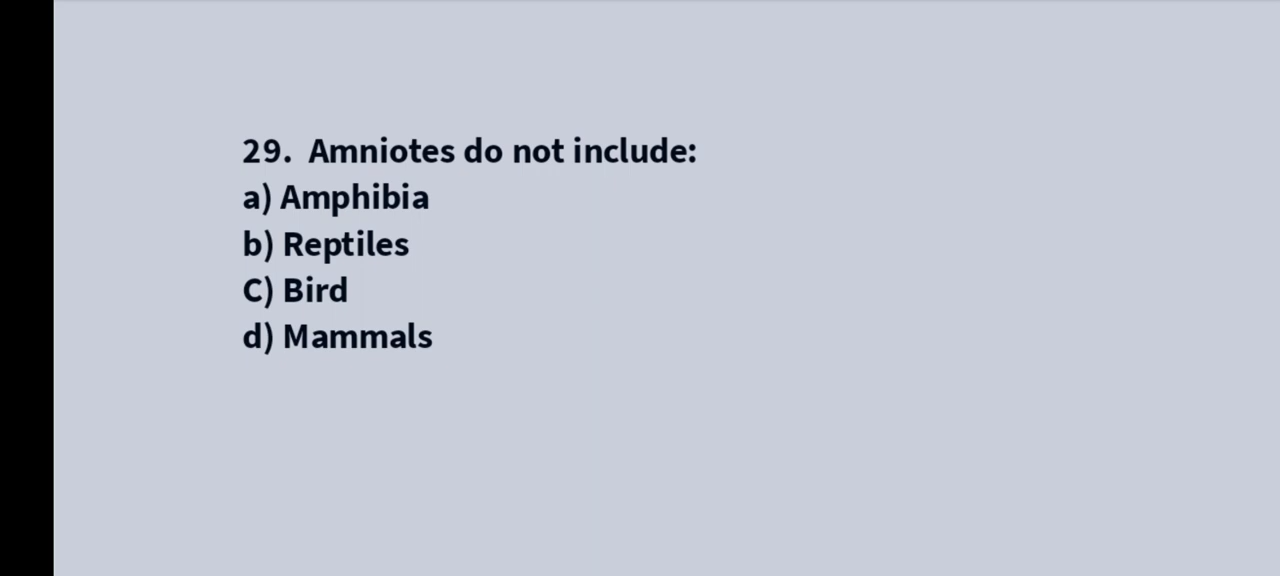 29. Amniotes do not include:
a) Amphibia
b) Reptiles
C) Bird
d) Mammals